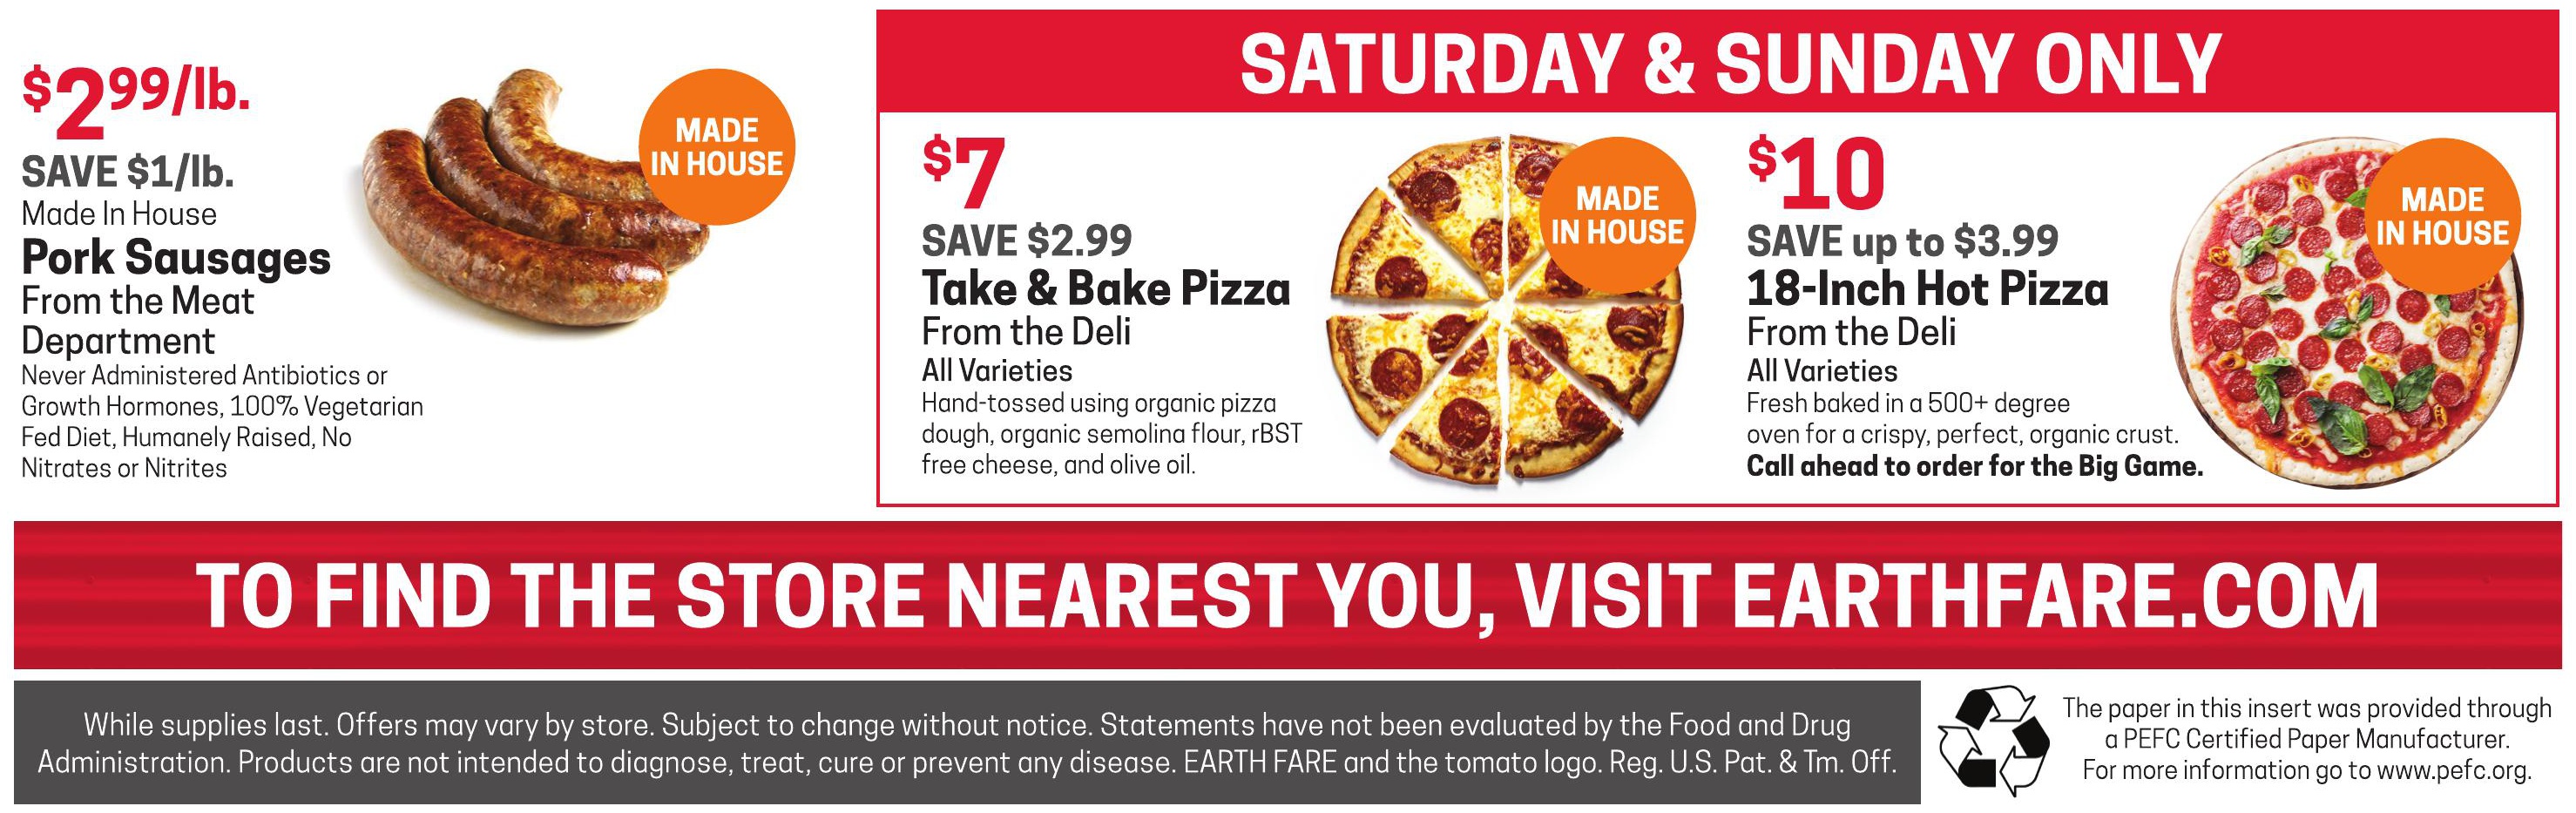 $2 99/lb.
SAVE $1/lb.
Made In House
Pork Sausages
From the Meat
Department
Never Administered Antibiotics or
Growth Hormones, 100% Vegetarian
Fed Diet, Humanely Raised, No
Nitrates or Nitrites
MADE
IN HOUSE
SATURDAY & SUNDAY ONLY
$7
SAVE $2.99
Take & Bake Pizza
From the Deli
All Varieties
Hand-tossed using organic pizza
dough, organic semolina flour, rBST
free cheese, and olive oil.
MADE
IN HOUSE
$10
SAVE up to $3.99
18-Inch Hot Pizza
From the Deli
All Varieties
Fresh baked in a 500+ degree
oven for a crispy, perfect, organic crust.
Call ahead to order for the Big Game.
MADE
IN HOUSE
TO FIND THE STORE NEAREST YOU, VISIT EARTHFARE.COM
While supplies last. Offers may vary by store. Subject to change without notice. Statements have not been evaluated by the Food and Drug
Administration. Products are not intended to diagnose, treat, cure or prevent any disease. EARTH FARE and the tomato logo. Reg. U.S. Pat. & Tm. Off.
The paper in this insert was provided through
a PEFC Certified Paper Manufacturer.
For more information go to www.pefc.org.